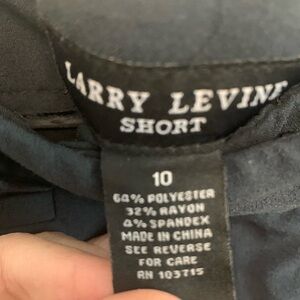 LARRY LEVINE
SHORT
10
64% POLYESTER
32% RAYON
4% SPANDEX
MADE IN CHINA
SEE REVERSE
FOR CARE
RN 103715